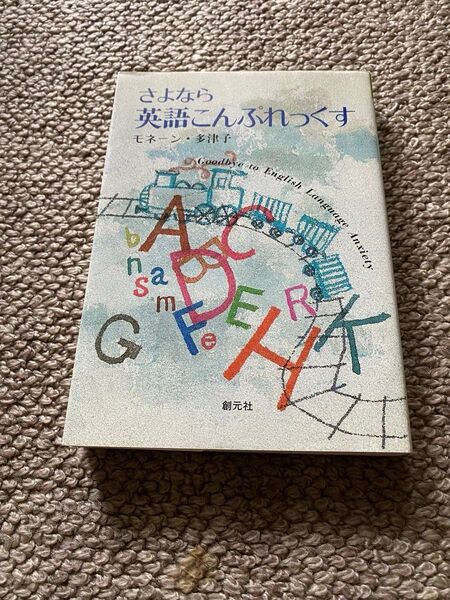 さよなら
英語こんぷれっくす
モネーン・多津子
Goodbye to English Language Anxiety
A B C
b n s a m D
G F e E R H K
創元社